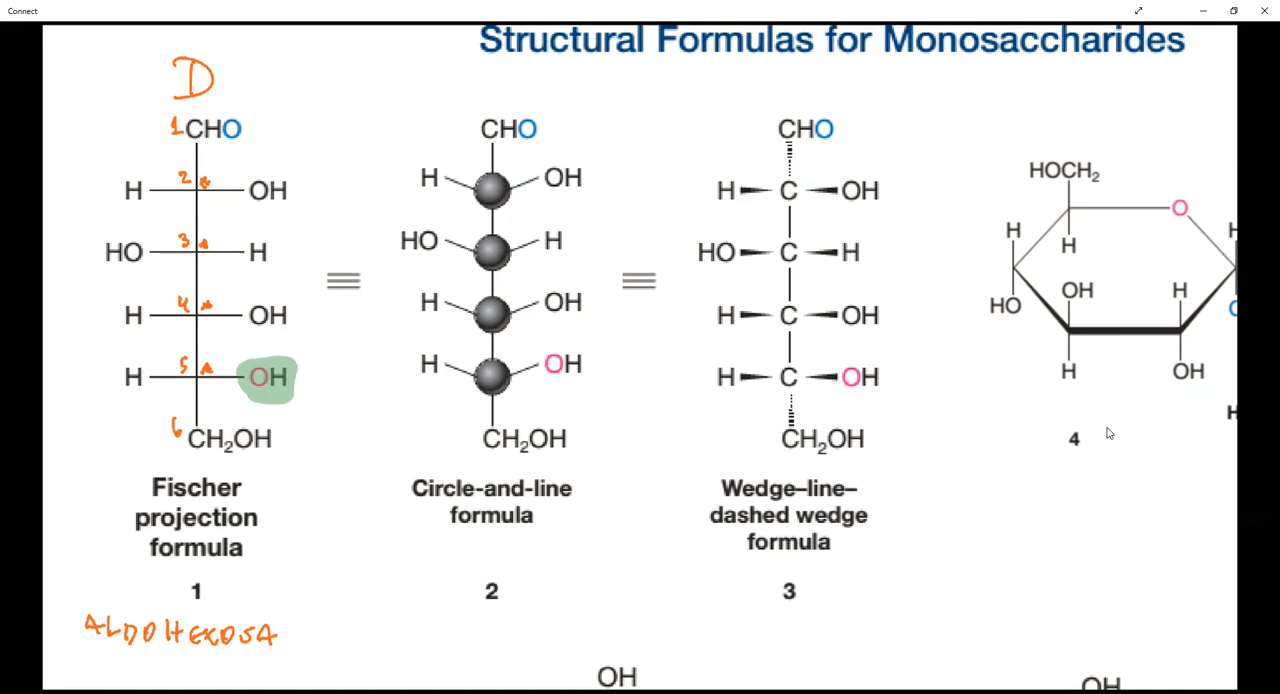 Connect
Structural Formulas for Monosaccharides
D
1 CHO
H 2 * OH
HO 3 * H
H 4 * OH
H 5 * OH
6 CH₂OH
Fischer
projection
formula
1
ALDOHEXOSA
CHO
H OH
HO H
H OH
H OH
CH₂OH
Circle-and-line
formula
2
CHO
H C OH
HO C H
H C OH
H C OH
CH₂OH
Wedge–line–
dashed wedge
formula
3
HOCH₂
O
H H H
HO OH H
H OH
4
H
OH
OH